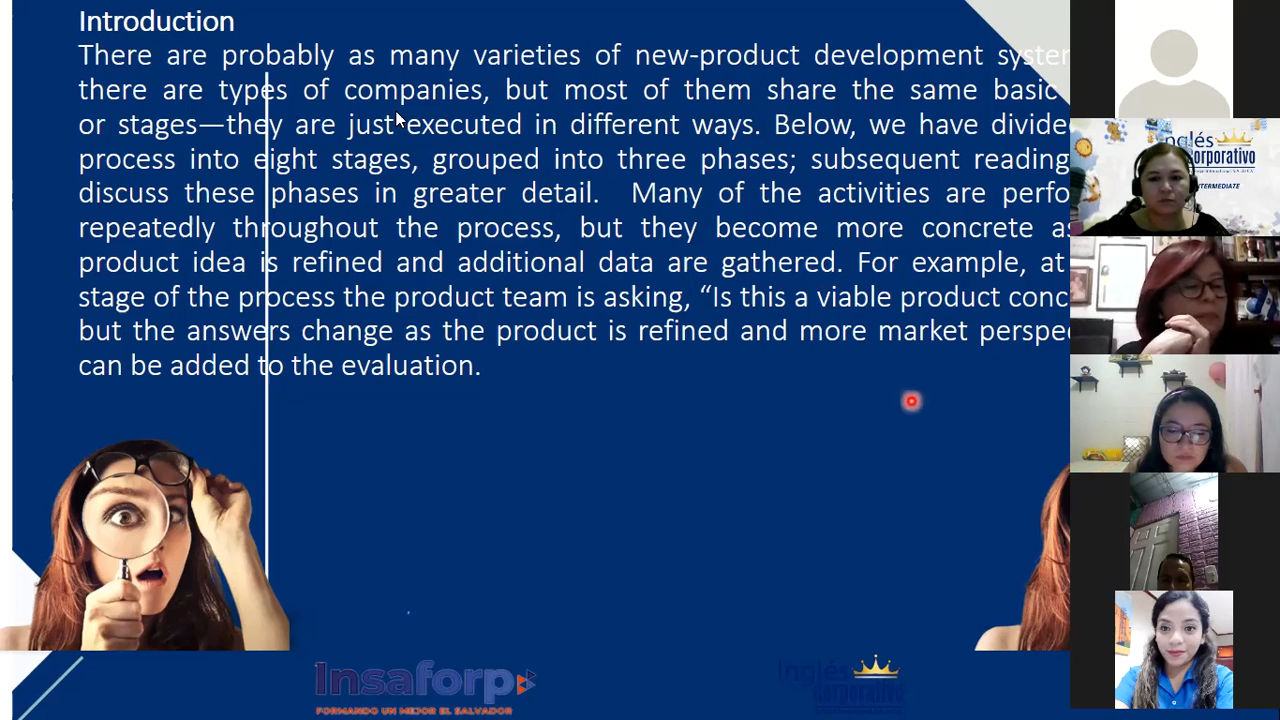 Introduction
There are probably as many varieties of new-product development
there are types of companies, but most of them share the same basic
or stages—they are just executed in different ways. Below, we have
process into eight stages, grouped into three phases; subsequent reading
discuss these phases in greater detail. Many of the activities are
repeatedly throughout the process, but they become more concrete
product idea is refined and additional data are gathered. For example, at
stage of the process the product team is asking, “Is this a viable product
but the answers change as the product is refined and more market
can be added to the evaluation.
Inglés
Corporativo
INTERMEDIATE
Insaforp
FORMANDO UN MEJOR EL SALVADOR
Inglés
Corporativo